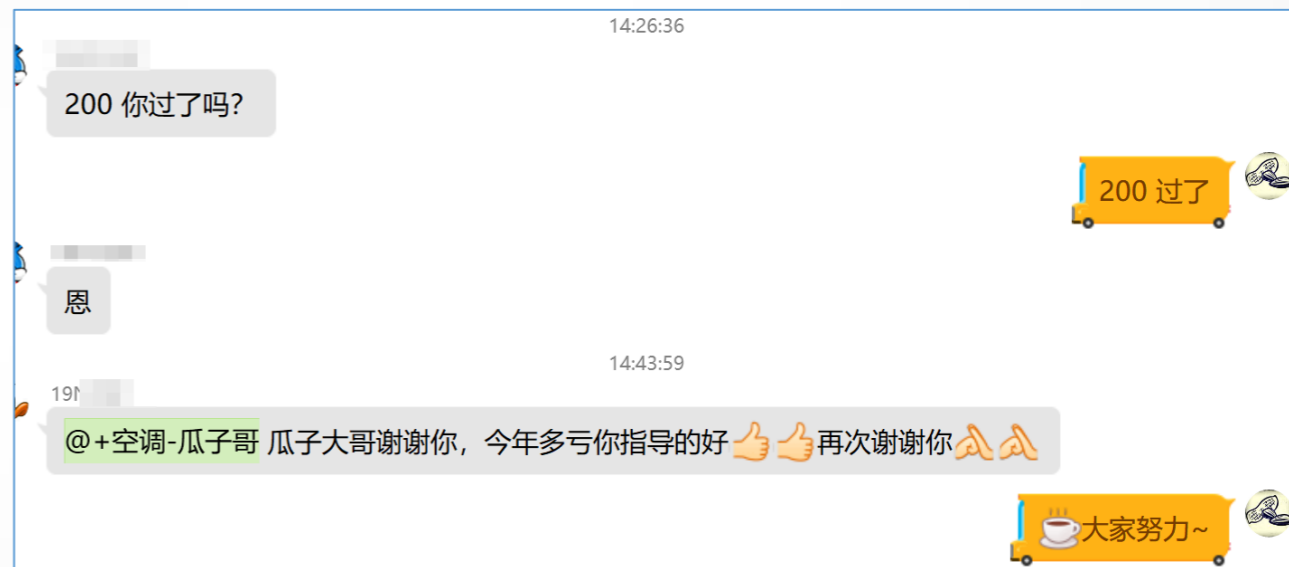 14:26:36
200 你过了吗?
200 过了
恩
14:43:59
@+空调-瓜子哥 瓜子大哥谢谢你，今年多亏你指导的好👍👍再次谢谢你🙏🙏
☕大家努力~